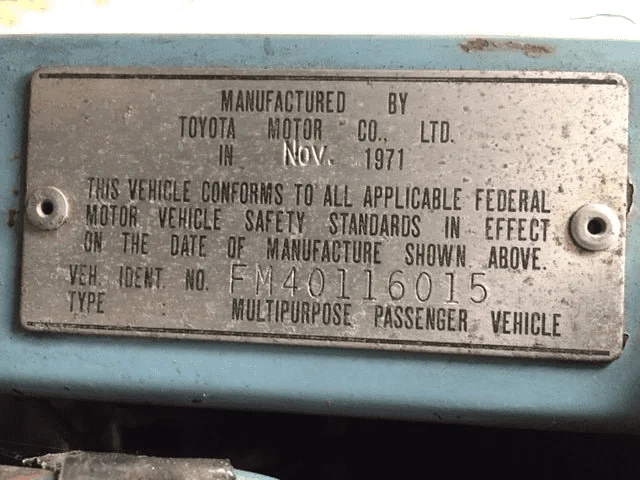 MANUFACTURED BY
TOYOTA MOTOR CO., LTD.
IN NOV. 1971
THIS VEHICLE CONFORMS TO ALL APPLICABLE FEDERAL
MOTOR VEHICLE SAFETY STANDARDS IN EFFECT
ON THE DATE OF MANUFACTURE SHOWN ABOVE.
VEH. IDENT. NO. FM40116015
TYPE : MULTIPURPOSE PASSENGER VEHICLE